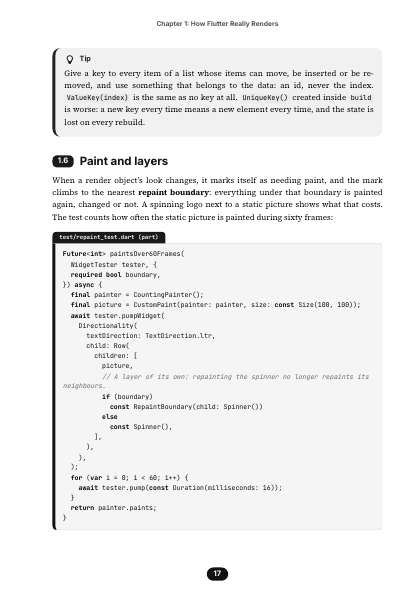 Chapter 1: How Flutter Really Renders
Tip
Give a key to every item of a list whose items can move, be inserted or be re-
moved, and use something that belongs to the data: an id, never the index.
ValueKey(index) is the same as no key at all. UniqueKey() created inside build
is worse: a new key every time means a new element every time, and the state is
lost on every rebuild.
1.6 Paint and layers
When a render object's look changes, it marks itself as needing paint, and the mark
climbs to the nearest repaint boundary: everything under that boundary is painted
again, changed or not. A spinning logo next to a static picture shows what that costs.
The test counts how often the static picture is painted during sixty frames:
test/repaint_test.dart (part)
Future<int> paintsOver60Frames(
  WidgetTester tester, {
  required bool boundary,
}) async {
  final painter = CountingPainter();
  final picture = CustomPaint(painter: painter, size: const Size(100, 100));
  await tester.pumpWidget(
    Directionality(
      textDirection: TextDirection.ltr,
      child: Row(
        children: [
          picture,
          // A layer of its own: repainting the spinner no longer repaints its
neighbours.
          if (boundary)
            const RepaintBoundary(child: Spinner())
          else
            const Spinner(),
        ],
      ),
    ),
  );
  for (var i = 0; i < 60; i++) {
    await tester.pump(const Duration(milliseconds: 16));
  }
  return painter.paints;
}
17